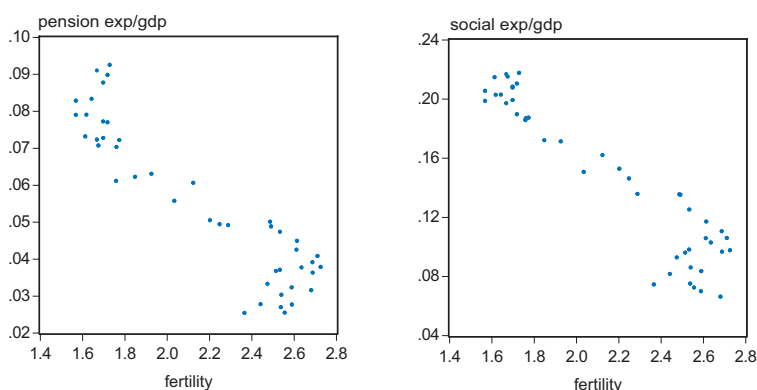 pension exp/gdp
.10
.09
.08
.07
.06
.05
.04
.03
.02
1.4 1.6 1.8 2.0 2.2 2.4 2.6 2.8
fertility
social exp/gdp
.24
.20
.16
.12
.08
.04
1.4 1.6 1.8 2.0 2.2 2.4 2.6 2.8
fertility